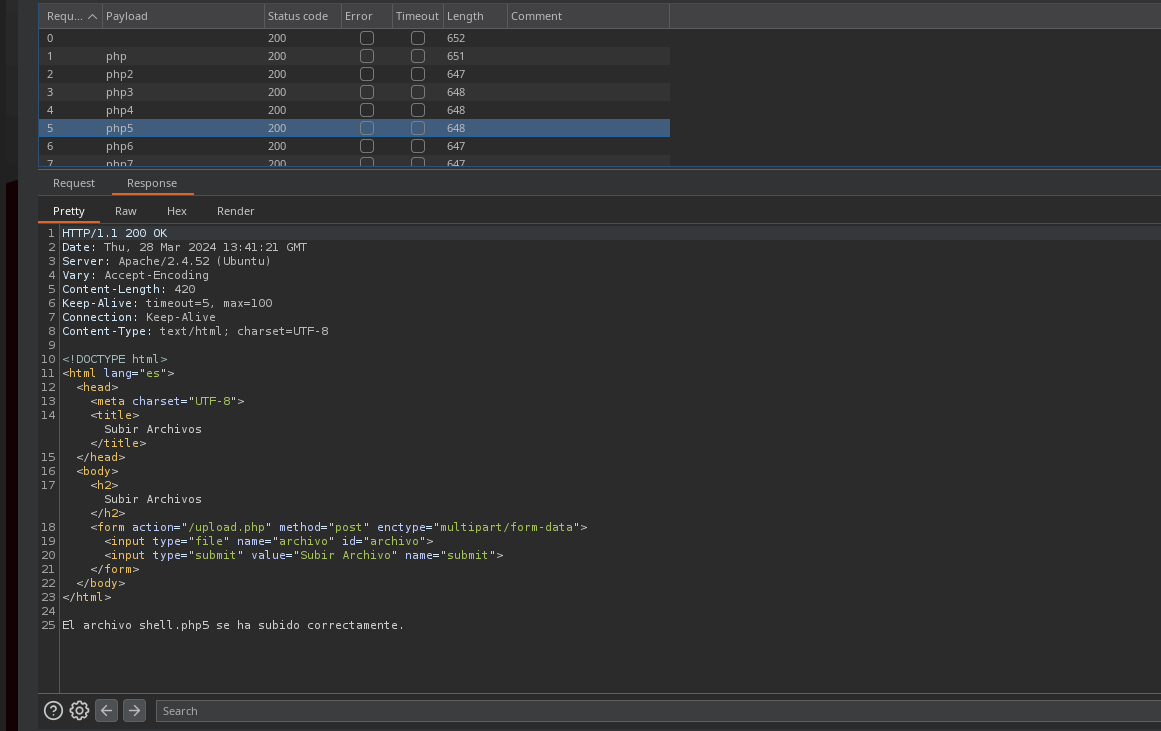 Requ... Payload Status code Error Timeout Length Comment
0 200 652
1 php 200 651
2 php2 200 647
3 php3 200 648
4 php4 200 648
5 php5 200 648
6 php6 200 647
7 php7 200 647
Request Response
Pretty Raw Hex Render
1 HTTP/1.1 200 OK
2 Date: Thu, 28 Mar 2024 13:41:21 GMT
3 Server: Apache/2.4.52 (Ubuntu)
4 Vary: Accept-Encoding
5 Content-Length: 420
6 Keep-Alive: timeout=5, max=100
7 Connection: Keep-Alive
8 Content-Type: text/html; charset=UTF-8
9
10 <!DOCTYPE html>
11 <html lang="es">
12 <head>
13 <meta charset="UTF-8">
14 <title>
Subir Archivos
</title>
15 </head>
16 <body>
17 <h2>
Subir Archivos
</h2>
18 <form action="/upload.php" method="post" enctype="multipart/form-data">
19 <input type="file" name="archivo" id="archivo">
20 <input type="submit" value="Subir Archivo" name="submit">
21 </form>
22 </body>
23 </html>
24
25 El archivo shell.php5 se ha subido correctamente.
Search